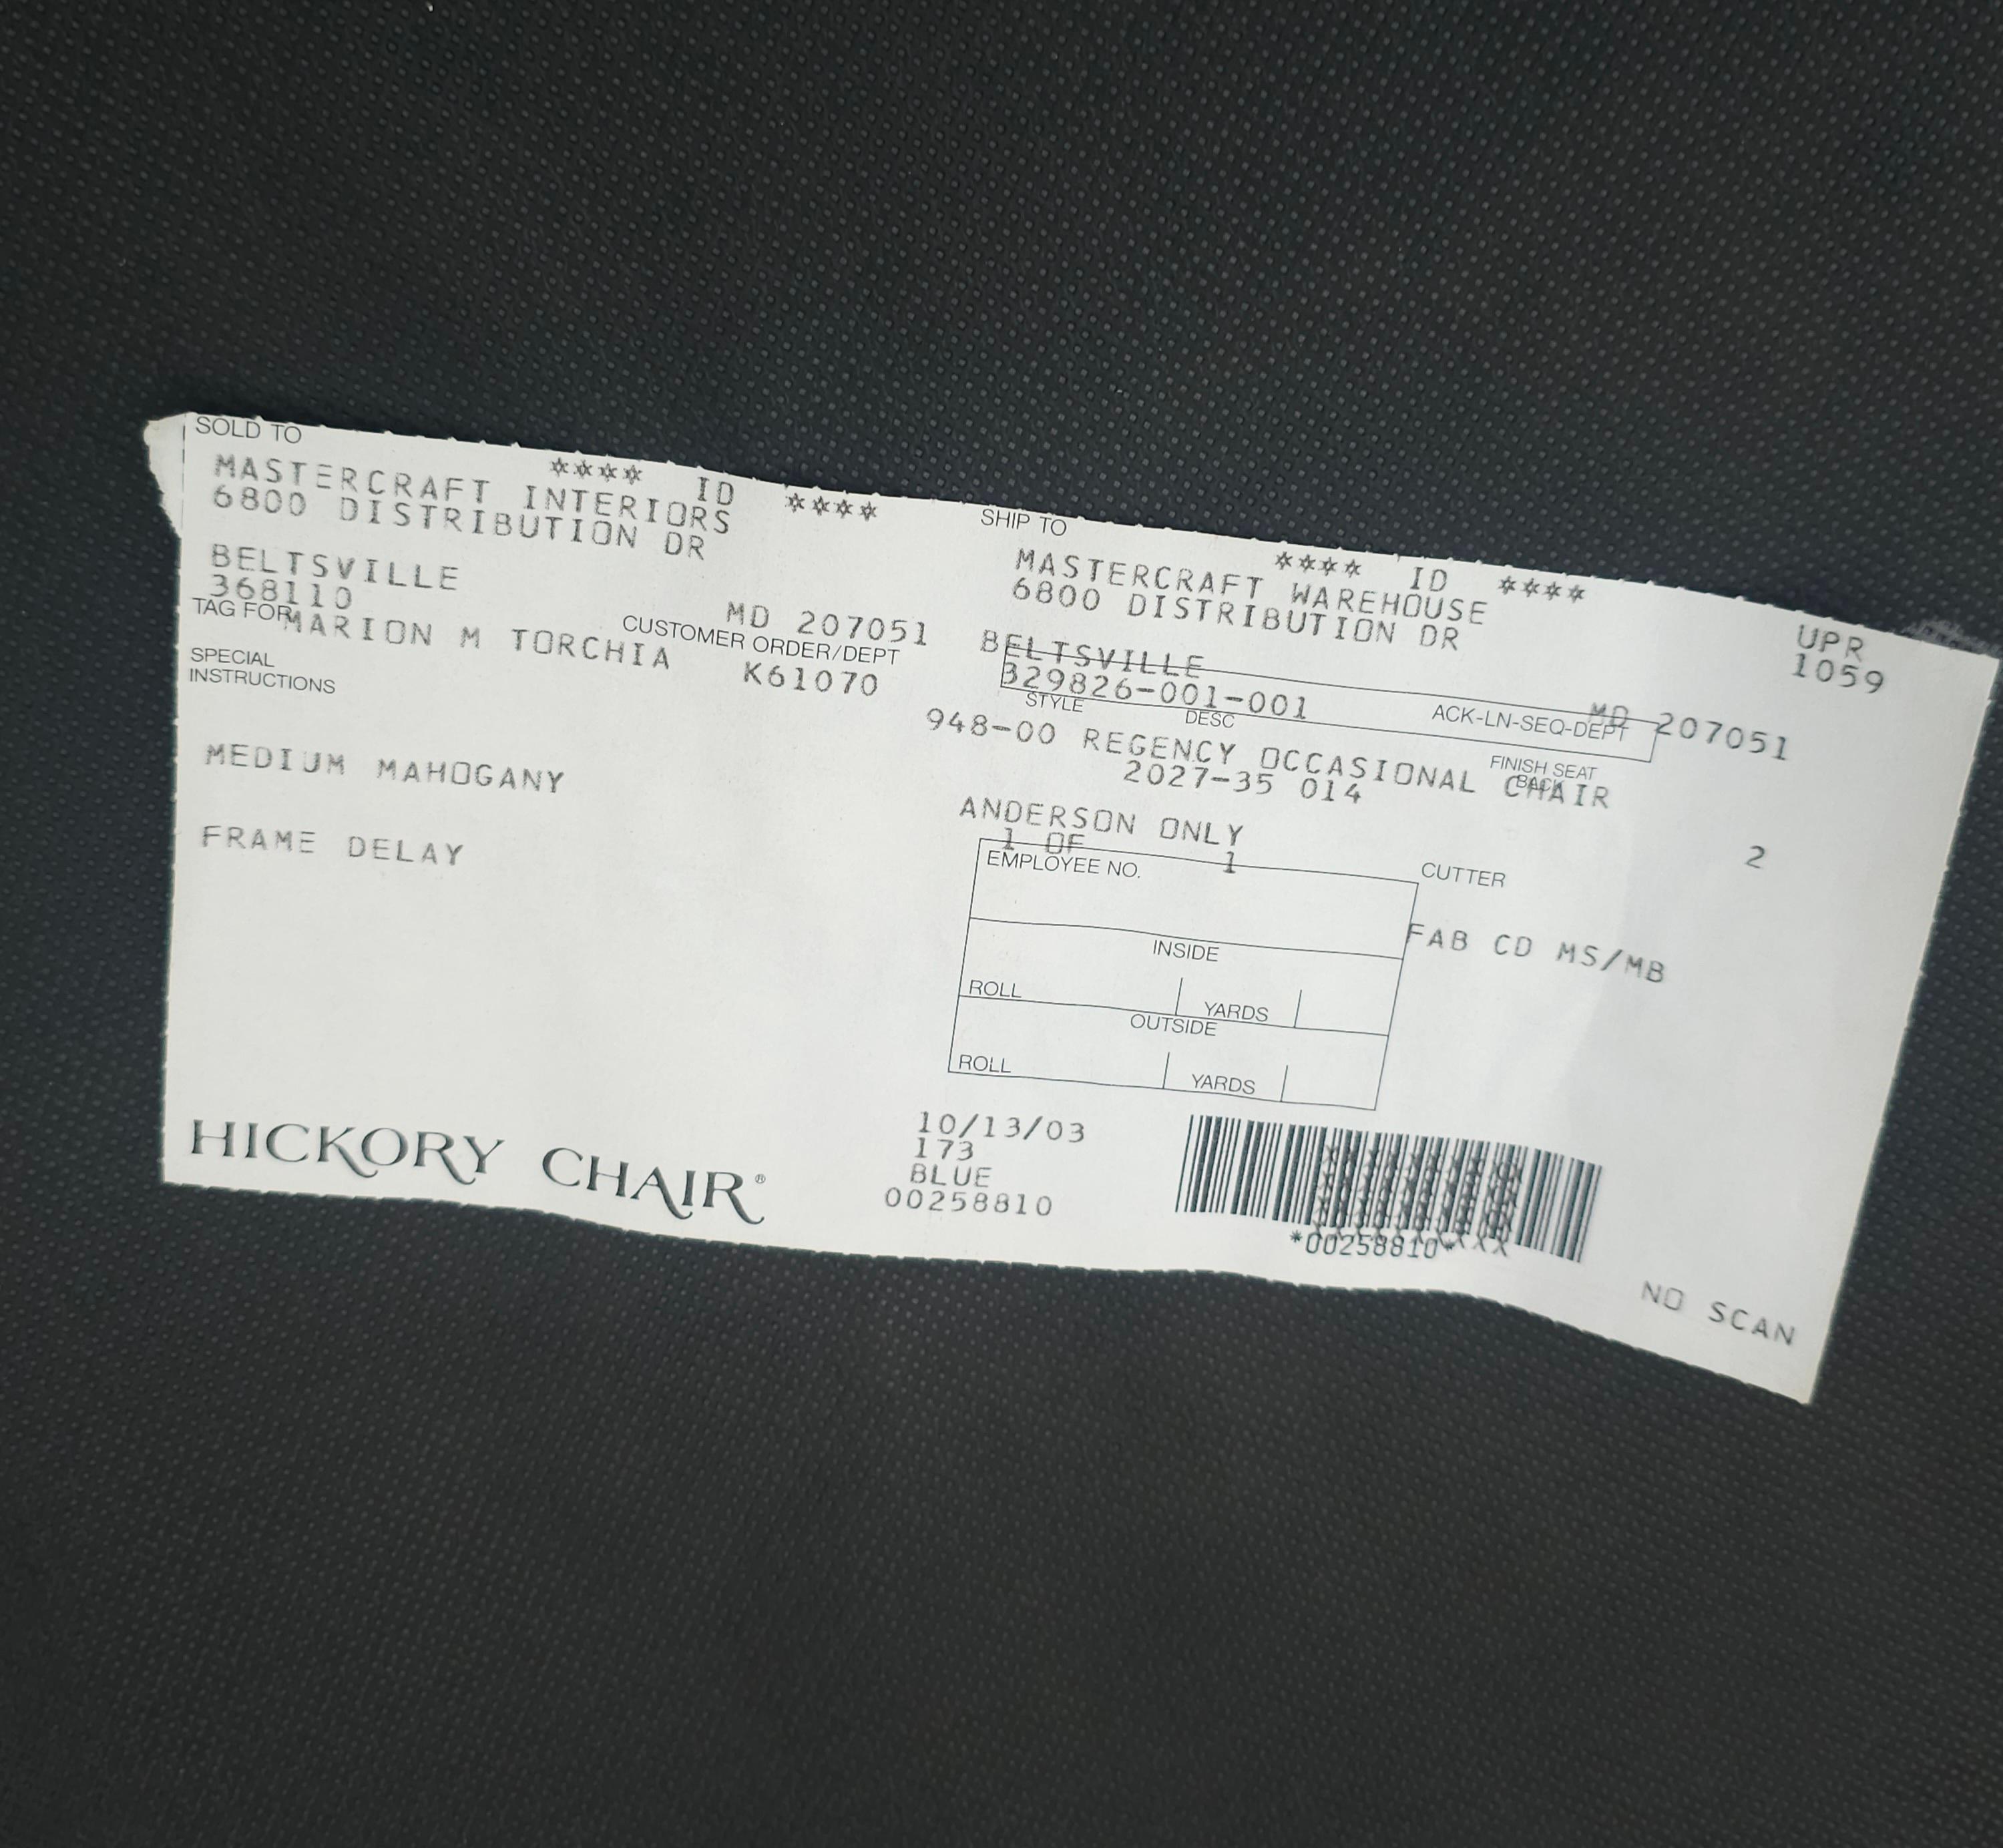 SOLD TO
**** ID ****
MASTERCRAFT INTERIORS
6800 DISTRIBUTION DR
BELTSVILLE MD 207051
368110
TAG FOR MARION M TORCHIA
CUSTOMER ORDER/DEPT
K61070
SPECIAL
INSTRUCTIONS
MEDIUM MAHOGANY
FRAME DELAY
SHIP TO
**** ID ****
MASTERCRAFT WAREHOUSE
6800 DISTRIBUTION DR
BELTSVILLE MD 207051
UPR
1059
329826-001-001
ACK-LN-SEQ-DEPT
STYLE DESC
FINISH SEAT
BACK
948-00 REGENCY OCCASIONAL CHAIR
2027-35 014
ANDERSON ONLY 2
1 OF 1
EMPLOYEE NO.
CUTTER
FAB CD MS/MB
INSIDE
ROLL YARDS
OUTSIDE
ROLL YARDS
HICKORY CHAIR®
10/13/03
173
BLUE
00258810
*00258810*
NO SCAN